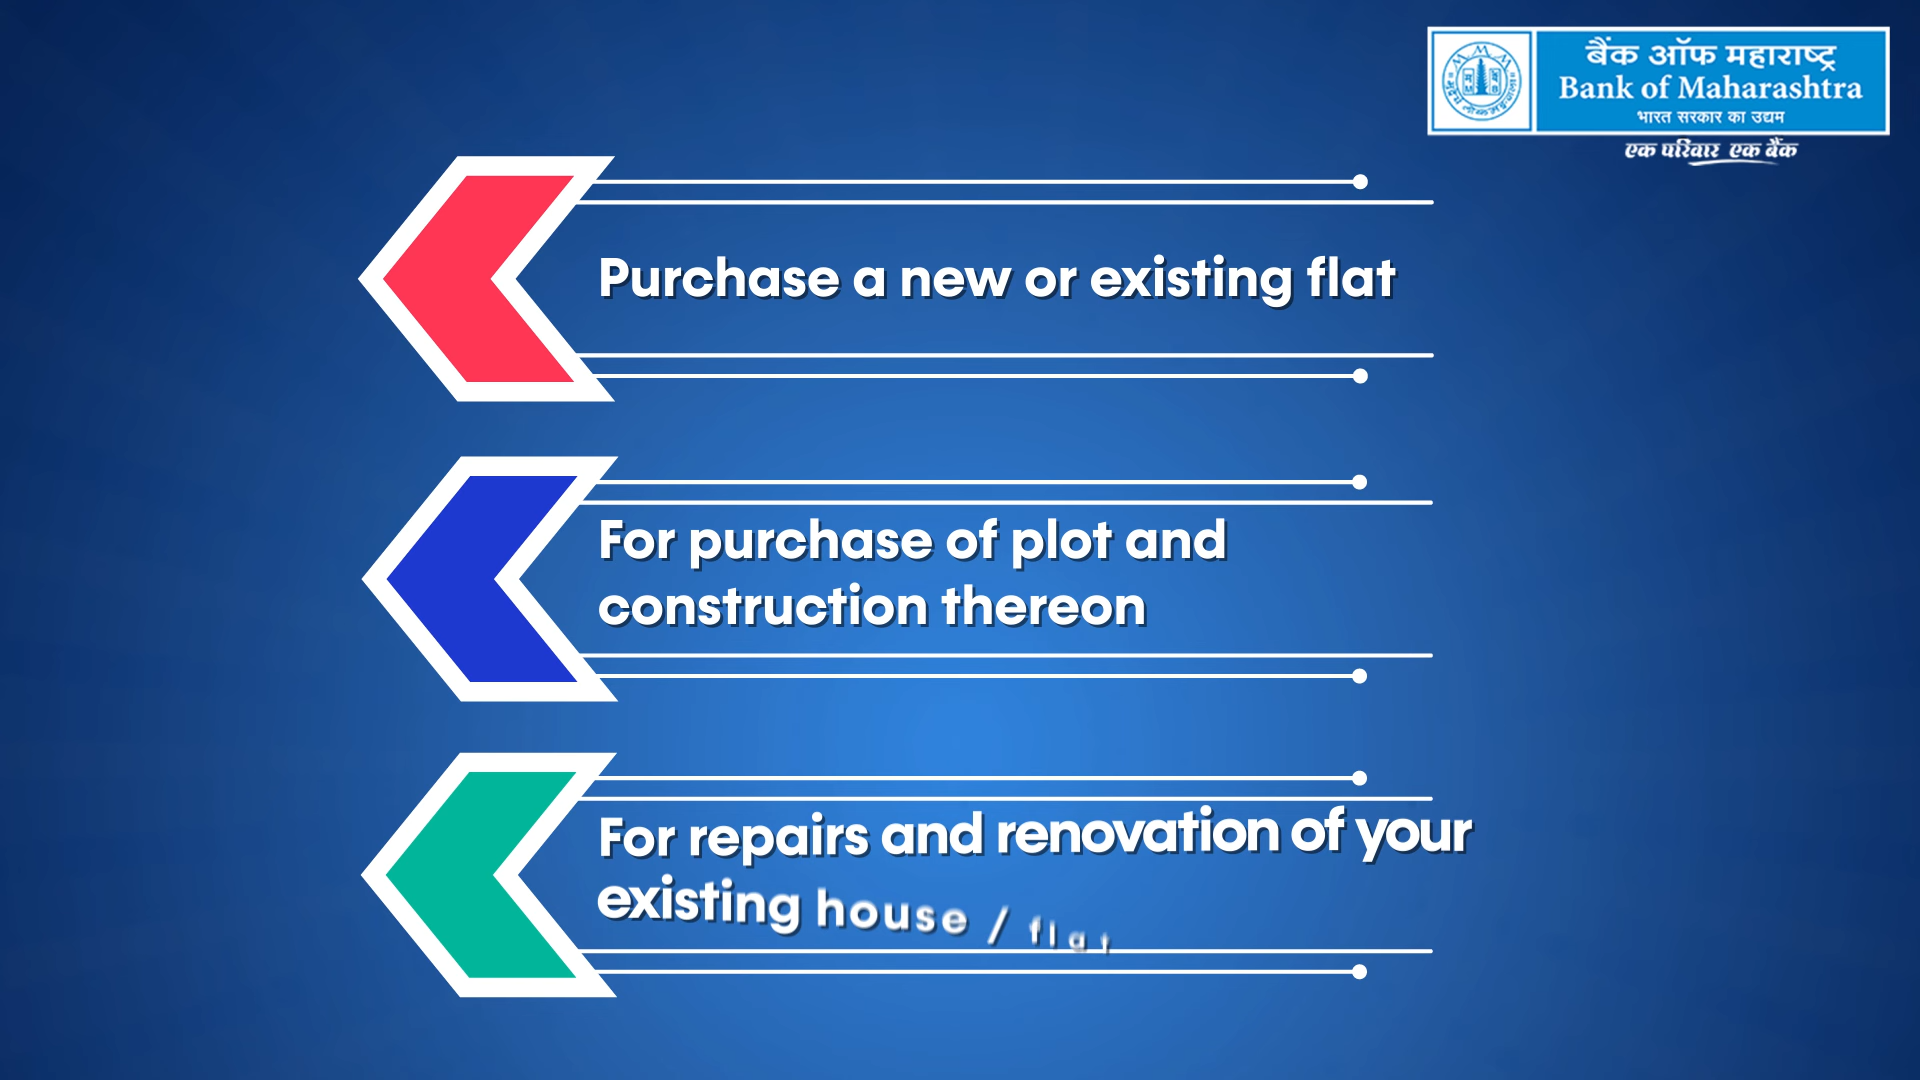 बैंक ऑफ महाराष्ट्र
Bank of Maharashtra
भारत सरकार का उद्यम
एक परिवार एक बैंक
Purchase a new or existing flat
For purchase of plot and
construction thereon
For repairs and renovation of your
existing house / flat